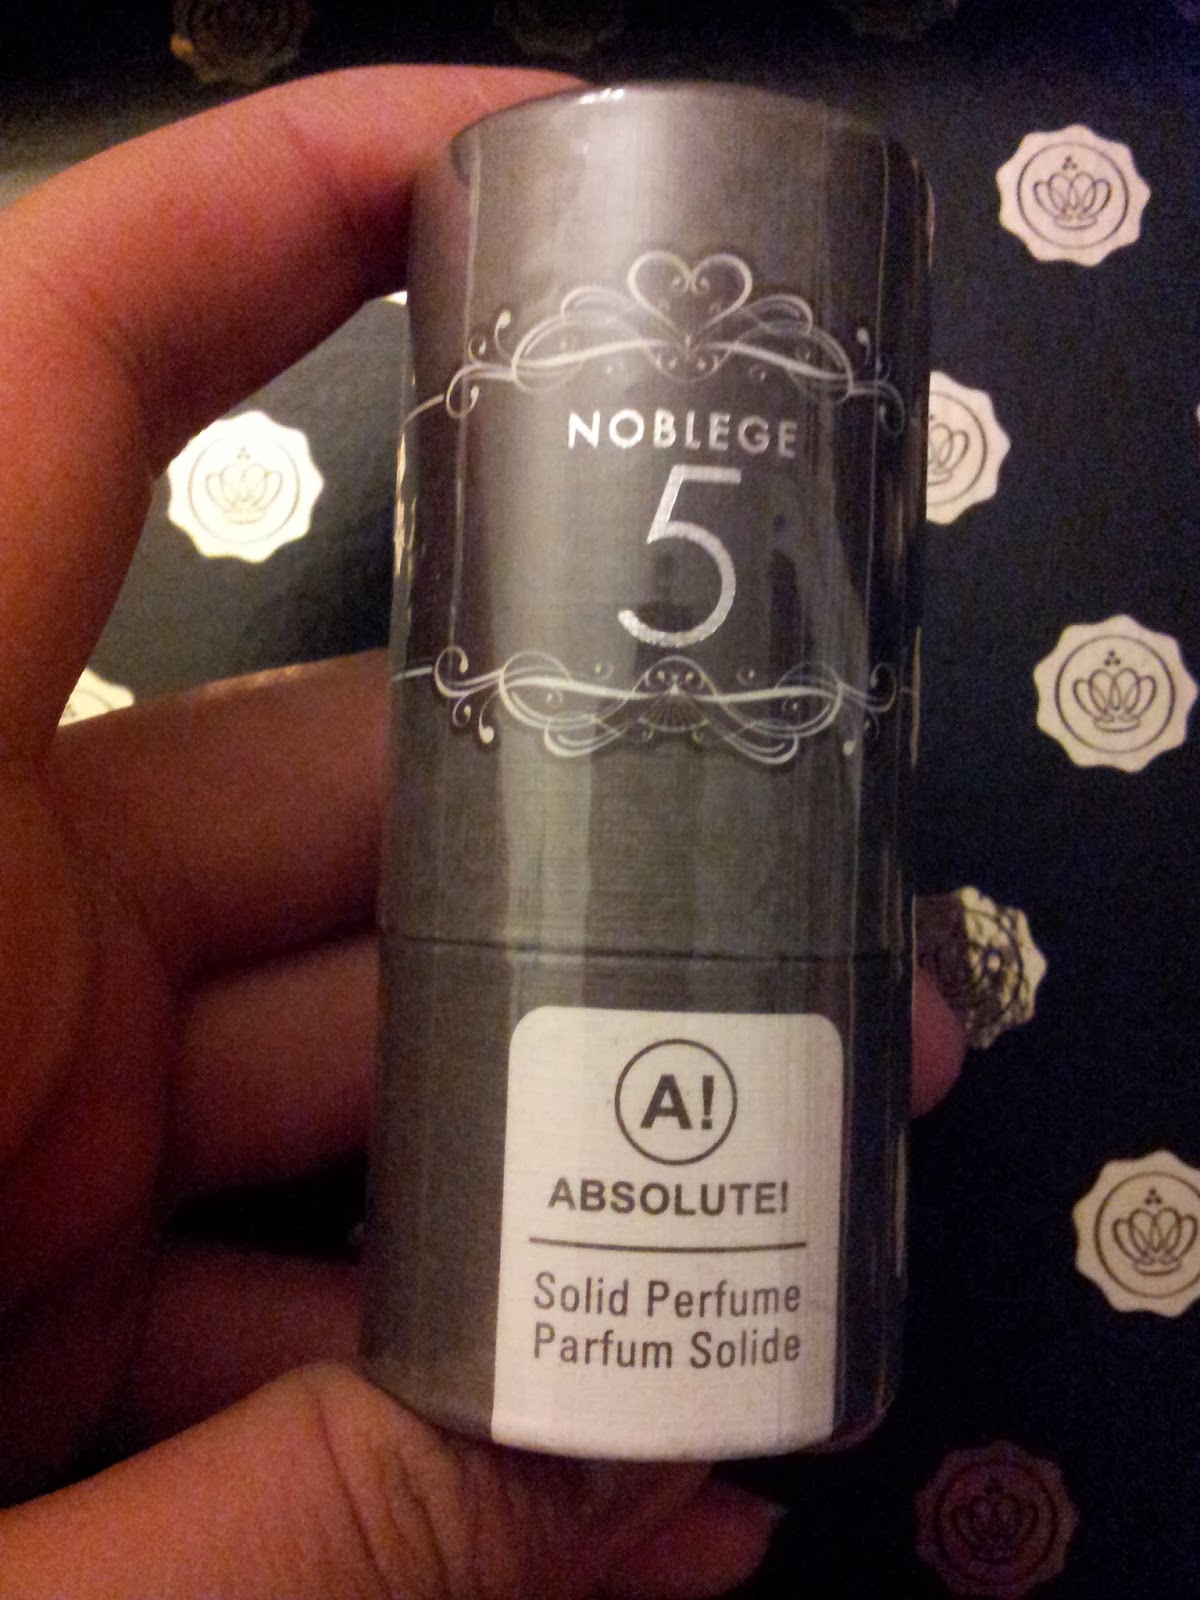 NOBLEGE
5
A!
ABSOLUTE!
Solid Perfume
Parfum Solide